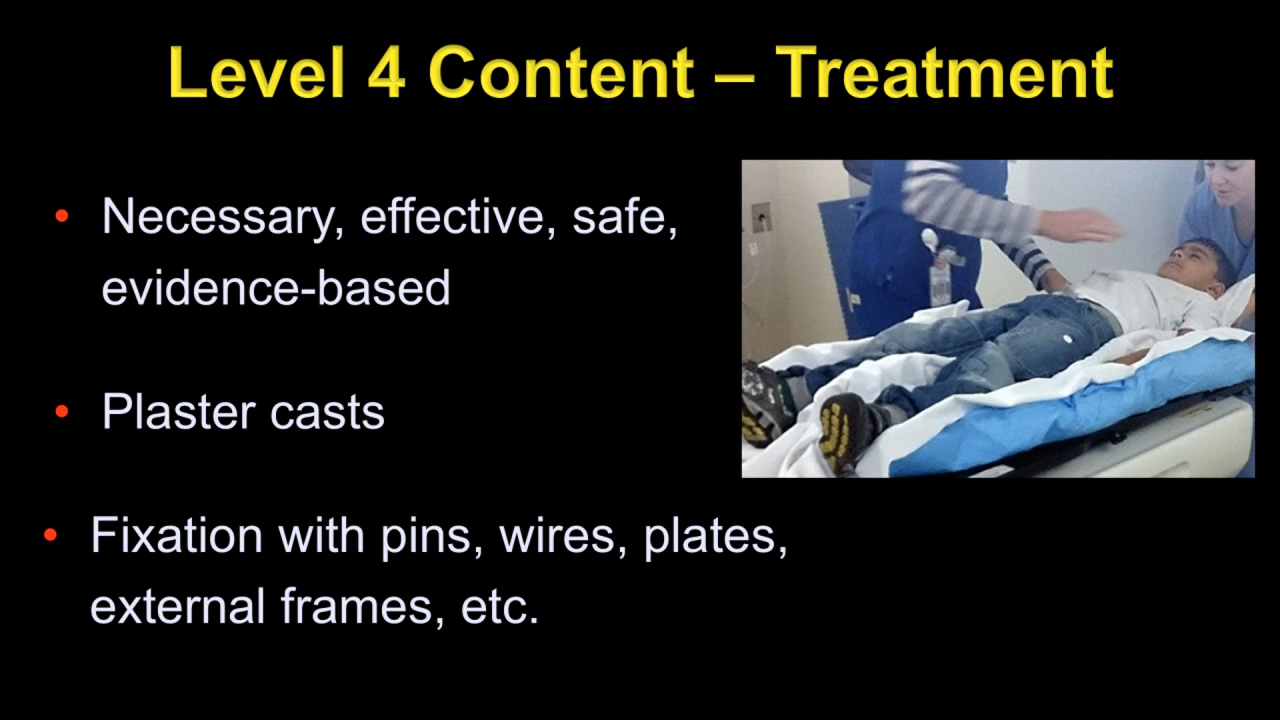 Level 4 Content – Treatment
• Necessary, effective, safe,
evidence-based
• Plaster casts
• Fixation with pins, wires, plates,
external frames, etc.